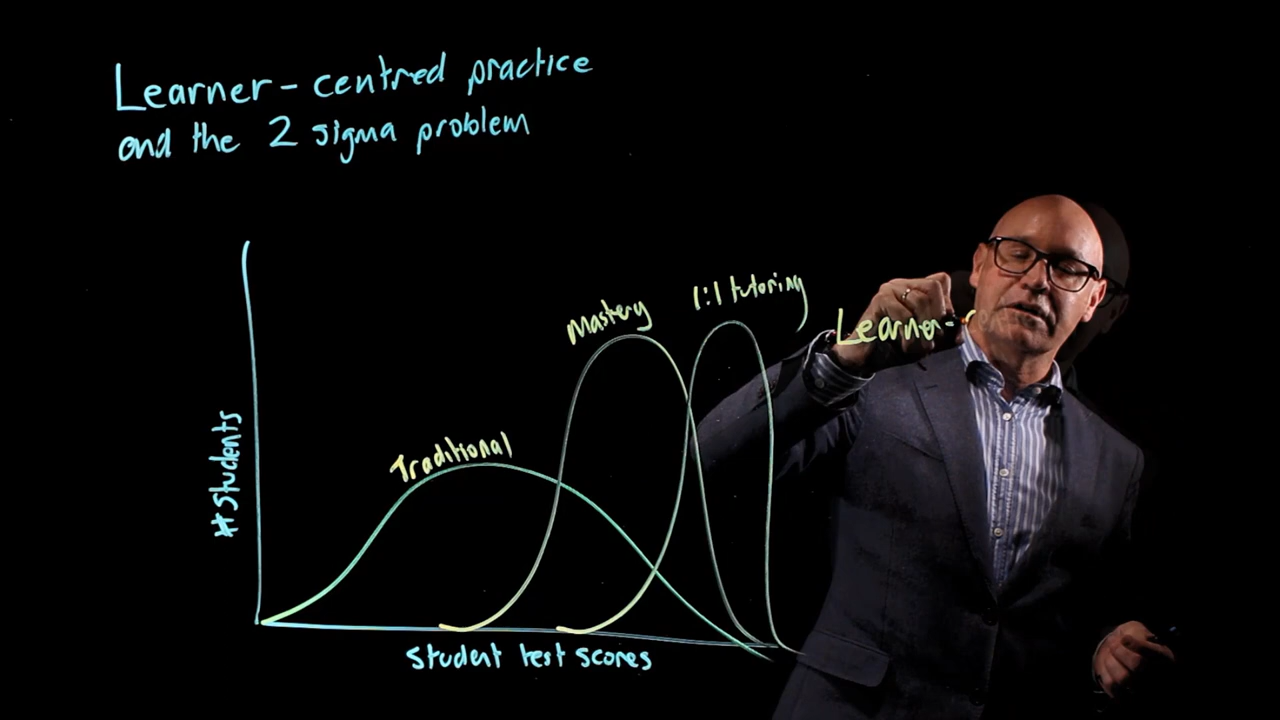 Learner-centred practice
and the 2 sigma problem
1:1 tutoring
Mastery
Learner-
Traditional
#Students
Student test scores